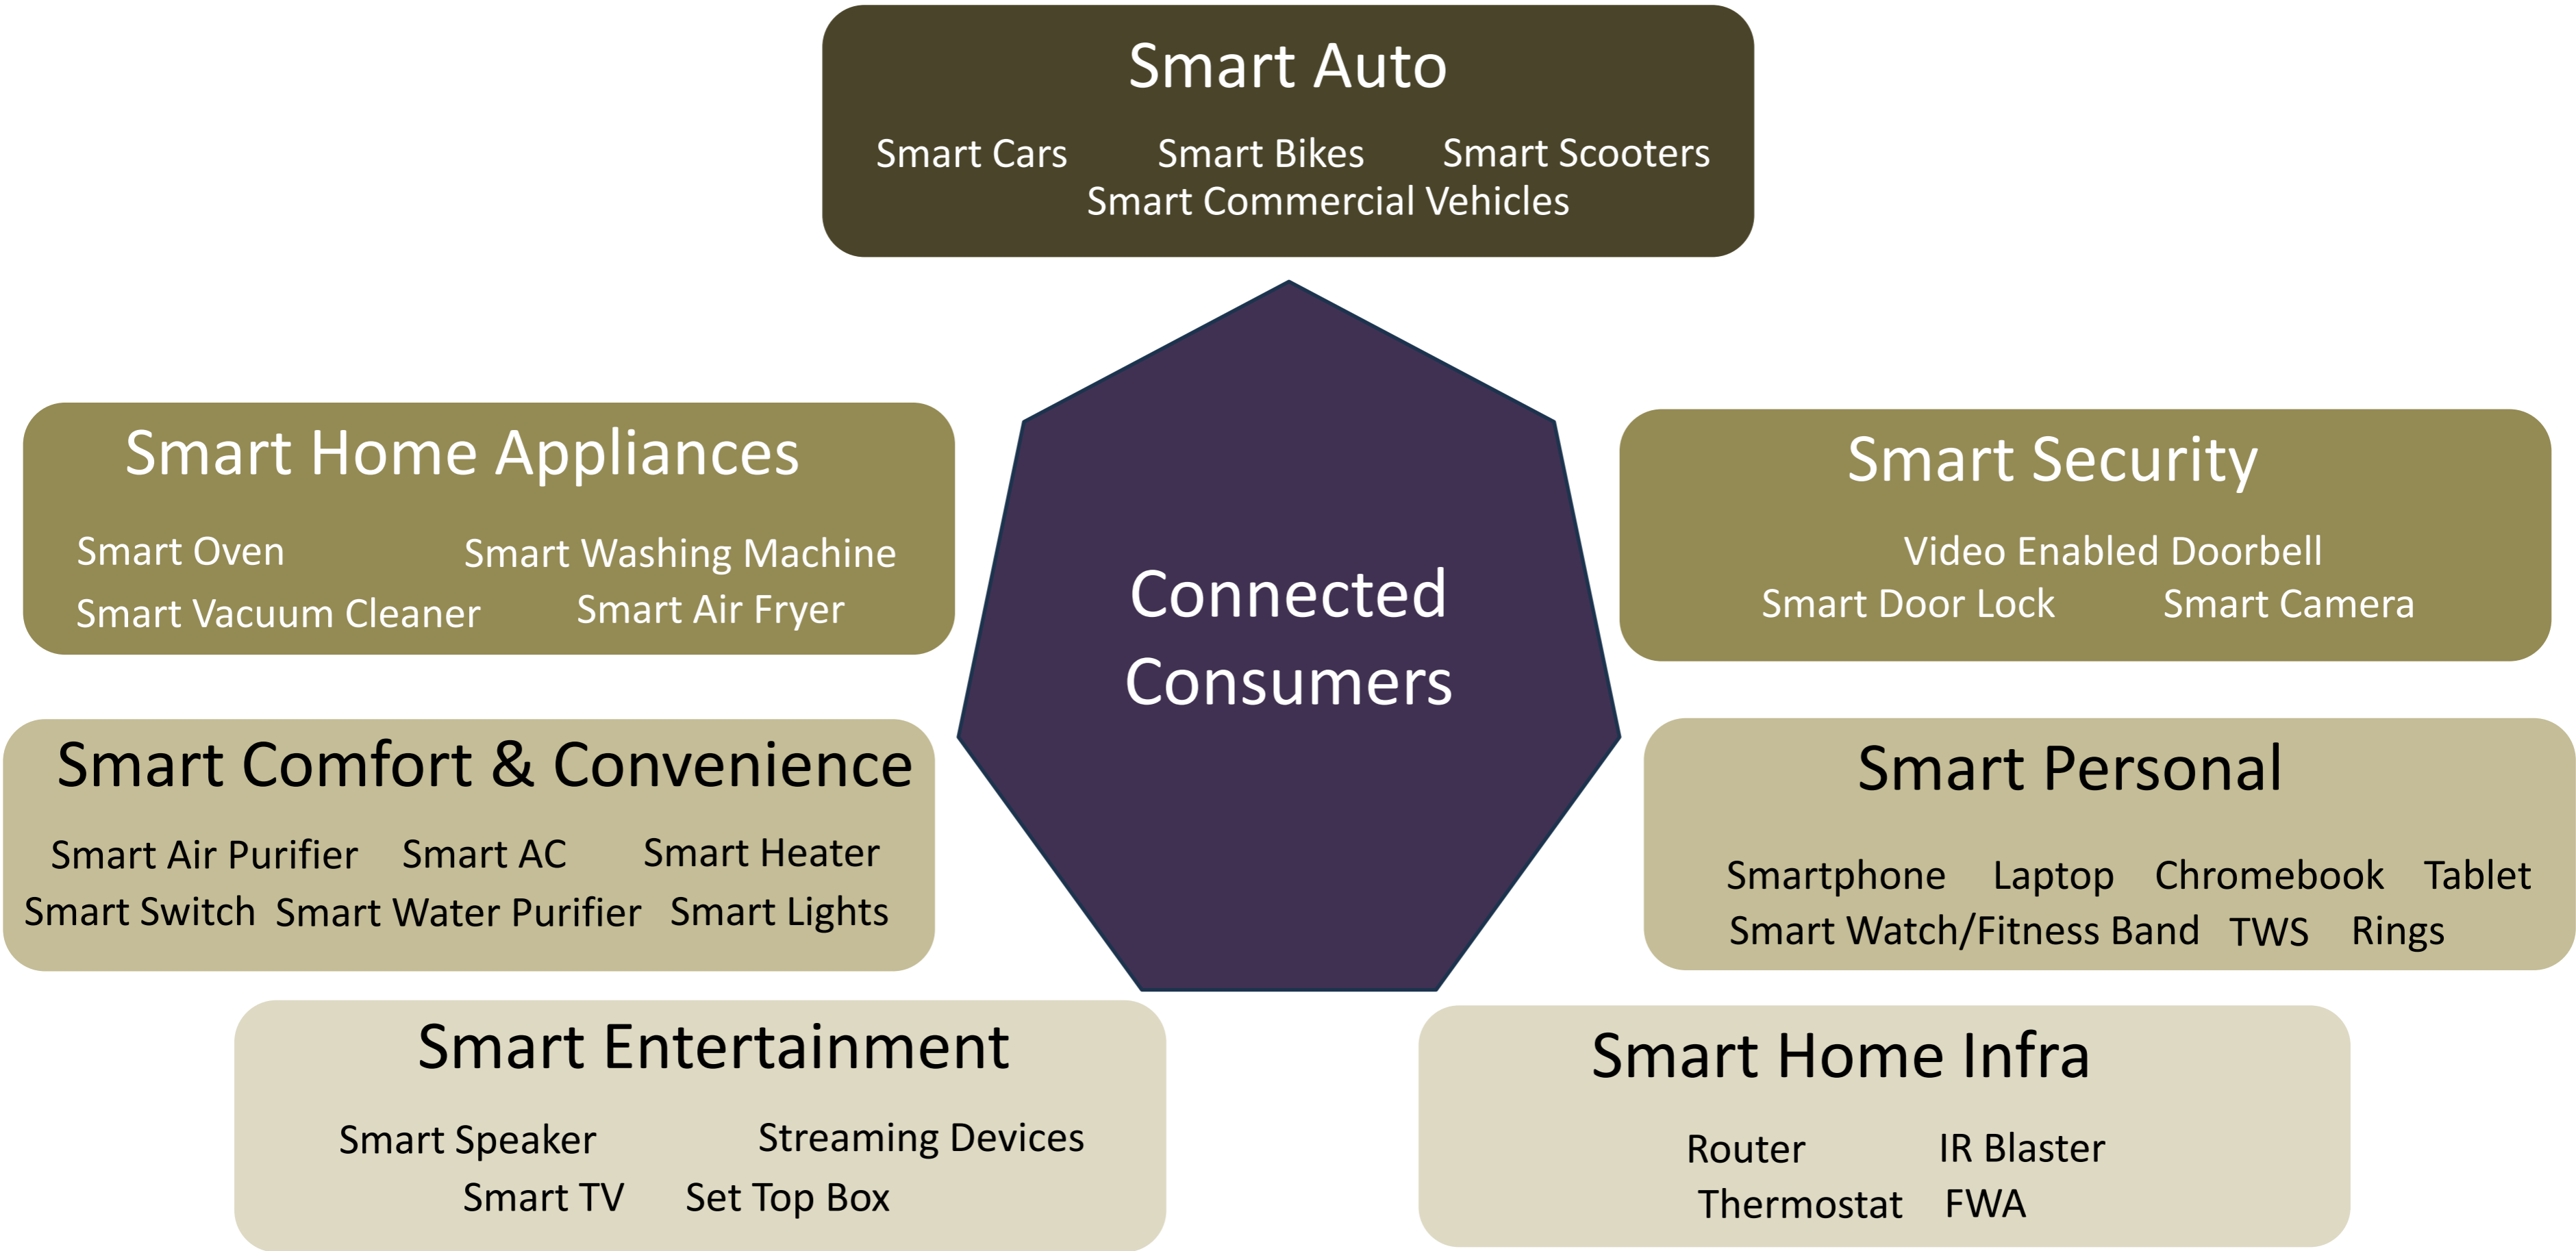 Smart Auto
Smart Cars Smart Bikes Smart Scooters
Smart Commercial Vehicles
Smart Home Appliances
Smart Oven Smart Washing Machine
Smart Vacuum Cleaner Smart Air Fryer
Smart Security
Video Enabled Doorbell
Smart Door Lock Smart Camera
Connected
Consumers
Smart Comfort & Convenience
Smart Air Purifier Smart AC Smart Heater
Smart Switch Smart Water Purifier Smart Lights
Smart Personal
Smartphone Laptop Chromebook Tablet
Smart Watch/Fitness Band TWS Rings
Smart Entertainment
Smart Speaker Streaming Devices
Smart TV Set Top Box
Smart Home Infra
Router IR Blaster
Thermostat FWA